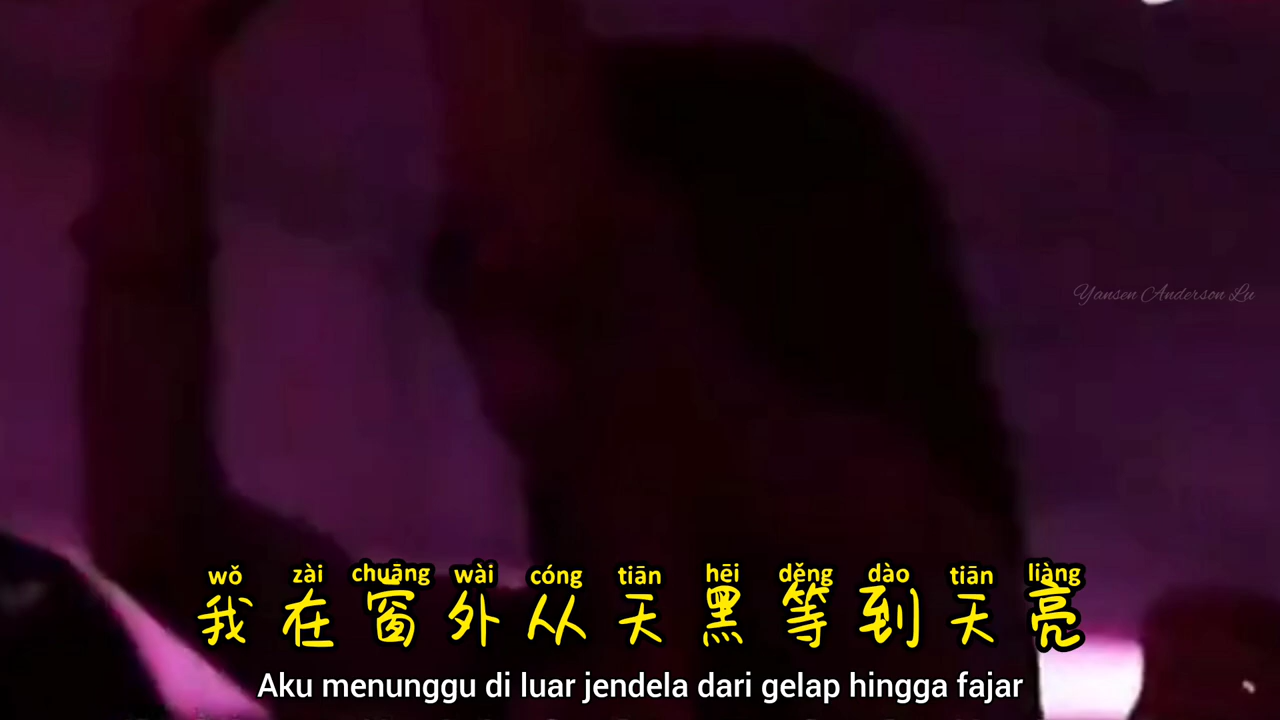 Yansen Anderson Lu
wǒ zài chuāng wài cóng tiān hēi děng dào tiān liàng
我在窗外从天黑等到天亮
Aku menunggu di luar jendela dari gelap hingga fajar